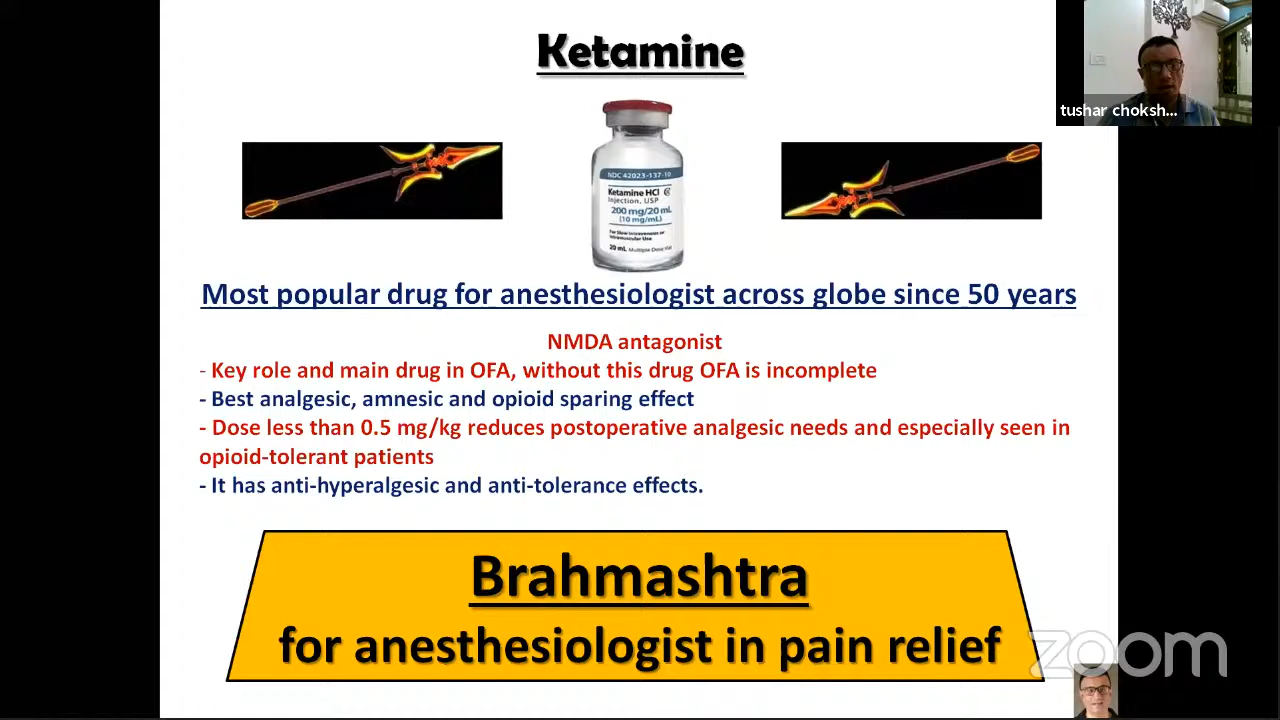 Ketamine
tushar choksh...
NDC 42023-137-10
Ketamine HCl
Injection, USP
200 mg/20 mL
(10 mg/mL)
For Slow Intravenous or
Intramuscular Use
20 mL Multiple Dose Vial
Most popular drug for anesthesiologist across globe since 50 years
NMDA antagonist
- Key role and main drug in OFA, without this drug OFA is incomplete
- Best analgesic, amnesic and opioid sparing effect
- Dose less than 0.5 mg/kg reduces postoperative analgesic needs and especially seen in
opioid-tolerant patients
- It has anti-hyperalgesic and anti-tolerance effects.
Brahmashtra
for anesthesiologist in pain relief
zoom